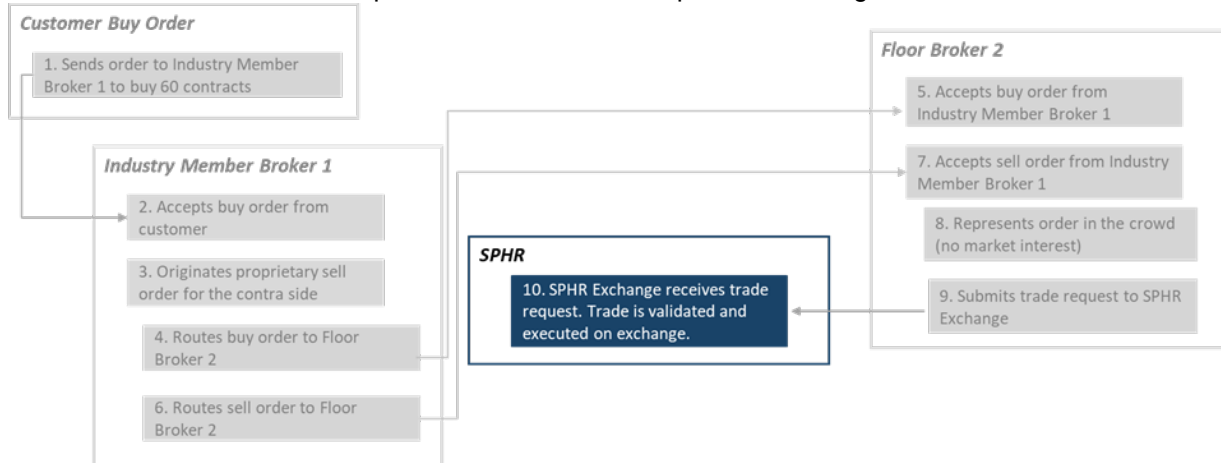 Customer Buy Order
1. Sends order to Industry Member
Broker 1 to buy 60 contracts
Industry Member Broker 1
2. Accepts buy order from
customer
3. Originates proprietary sell
order for the contra side
4. Routes buy order to Floor
Broker 2
6. Routes sell order to Floor
Broker 2
SPHR
10. SPHR Exchange receives trade
request. Trade is validated and
executed on exchange.
Floor Broker 2
5. Accepts buy order from
Industry Member Broker 1
7. Accepts sell order from Industry
Member Broker 1
8. Represents order in the crowd
(no market interest)
9. Submits trade request to SPHR
Exchange